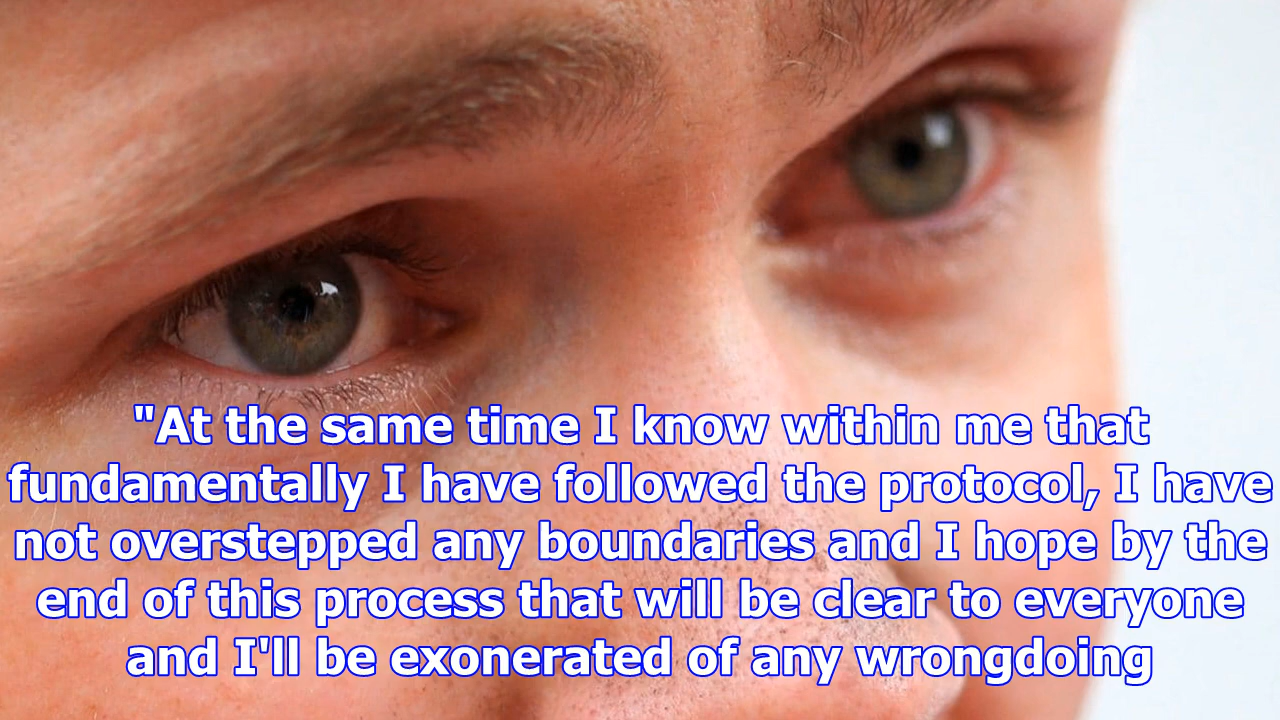 "At the same time I know within me that
fundamentally I have followed the protocol, I have
not overstepped any boundaries and I hope by the
end of this process that will be clear to everyone
and I'll be exonerated of any wrongdoing